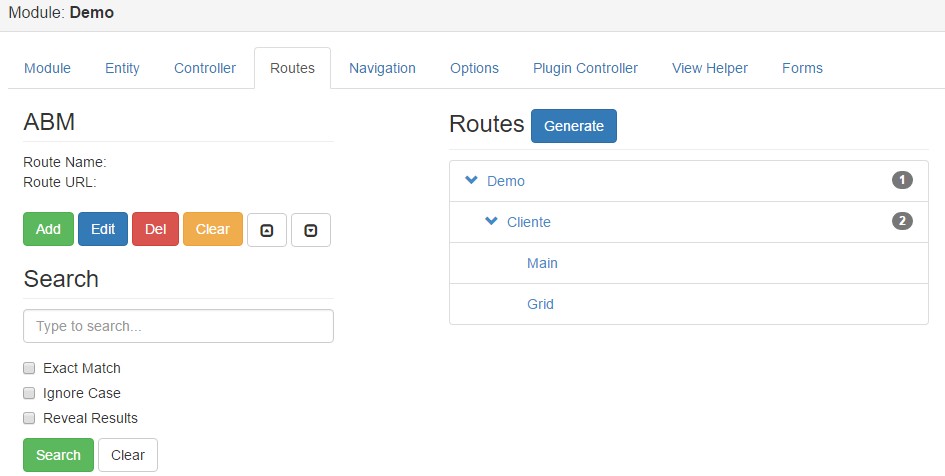 Module: Demo
Module Entity Controller Routes Navigation Options Plugin Controller View Helper Forms
ABM
Route Name:
Route URL:
Add Edit Del Clear
Search
Type to search...
Exact Match
Ignore Case
Reveal Results
Search Clear
Routes Generate
Demo 1
Cliente 2
Main
Grid